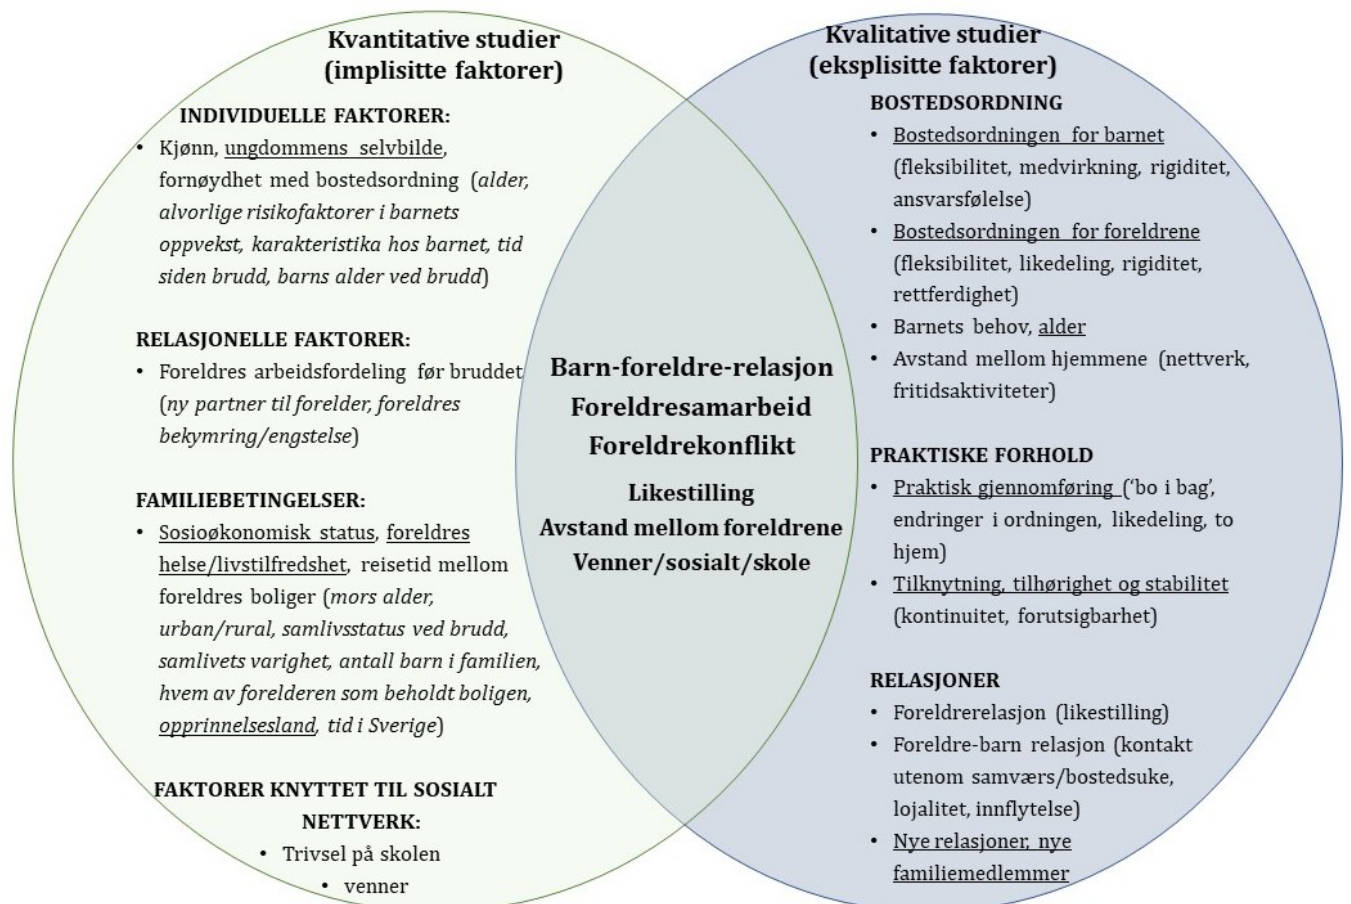 Kvantitative studier
(implisitte faktorer)
INDIVIDUELLE FAKTORER:
• Kjønn, ungdommens selvbilde,
fornøydhet med bostedsordning (alder,
alvorlige risikofaktorer i barnets
oppvekst, karakteristika hos barnet, tid
siden brudd, barns alder ved brudd)
RELASJONELLE FAKTORER:
• Foreldres arbeidsfordeling før bruddet
(ny partner til forelder, foreldres
bekymring/engstelse)
FAMILIEBETINGELSER:
• Sosioøkonomisk status, foreldres
helse/livstilfredshet, reisetid mellom
foreldres boliger (mors alder,
urban/rural, samlivsstatus ved brudd,
samlivets varighet, antall barn i familien,
hvem av forelderen som beholdt boligen,
opprinnelsesland, tid i Sverige)
FAKTORER KNYTTET TIL SOSIALT
NETTVERK:
• Trivsel på skolen
• venner
Barn-foreldre-relasjon
Foreldresamarbeid
Foreldrekonflikt
Likestilling
Avstand mellom foreldrene
Venner/sosialt/skole
Kvalitative studier
(eksplisitte faktorer)
BOSTEDSORDNING
• Bostedsordningen for barnet
(fleksibilitet, medvirkning, rigiditet,
ansvarsfølelse)
• Bostedsordningen for foreldrene
(fleksibilitet, likedeling, rigiditet,
rettferdighet)
• Barnets behov, alder
• Avstand mellom hjemmene (nettverk,
fritidsaktiviteter)
PRAKTISKE FORHOLD
• Praktisk gjennomføring (‘bo i bag’,
endringer i ordningen, likedeling, to
hjem)
• Tilknytning, tilhørighet og stabilitet
(kontinuitet, forutsigbarhet)
RELASJONER
• Foreldrerelasjon (likestilling)
• Foreldre-barn relasjon (kontakt
utenom samværs/bostedsuke,
lojalitet, innflytelse)
• Nye relasjoner, nye
familiemedlemmer